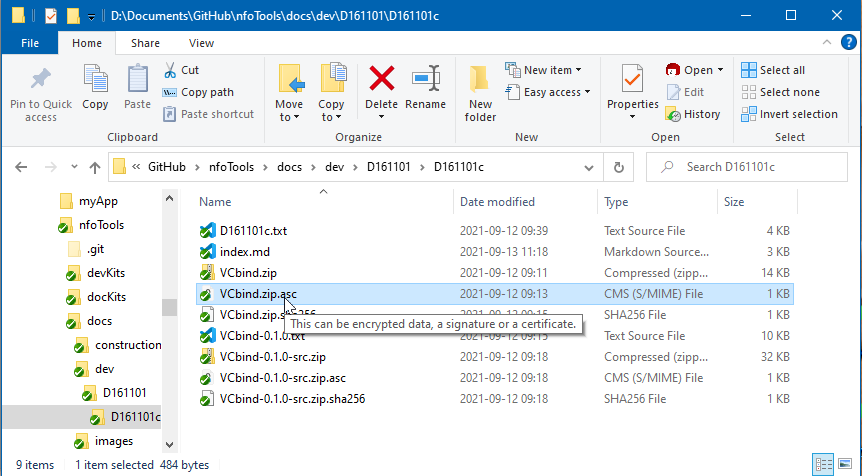 D:\Documents\GitHub\nfoTools\docs\dev\D161101\D161101c
File Home Share View
Pin to Quick access
Copy
Paste
Cut
Copy path
Paste shortcut
Clipboard
Move to
Copy to
Delete
Rename
Organize
New folder
New item
Easy access
New
Properties
Open
Edit
History
Open
Select all
Select none
Invert selection
Select
« GitHub › nfoTools › docs › dev › D161101 › D161101c
Search D161101c
myApp
nfoTools
.git
devKits
docKits
docs
construction
dev
D161101
D161101c
images
Name Date modified Type Size
D161101c.txt 2021-09-12 09:39 Text Source File 4 KB
index.md 2021-09-13 11:18 Markdown Source... 3 KB
VCbind.zip 2021-09-12 09:11 Compressed (zipp... 14 KB
VCbind.zip.asc 2021-09-12 09:13 CMS (S/MIME) File 1 KB
VCbind.zip.sha256 2021-09-12 09:15 SHA256 File 1 KB
This can be encrypted data, a signature or a certificate.
VCbind-0.1.0.txt 2021-09-12 09:15 Text Source File 10 KB
VCbind-0.1.0-src.zip 2021-09-12 09:18 Compressed (zipp... 32 KB
VCbind-0.1.0-src.zip.asc 2021-09-12 09:18 CMS (S/MIME) File 1 KB
VCbind-0.1.0-src.zip.sha256 2021-09-12 09:18 SHA256 File 1 KB
9 items 1 item selected 484 bytes